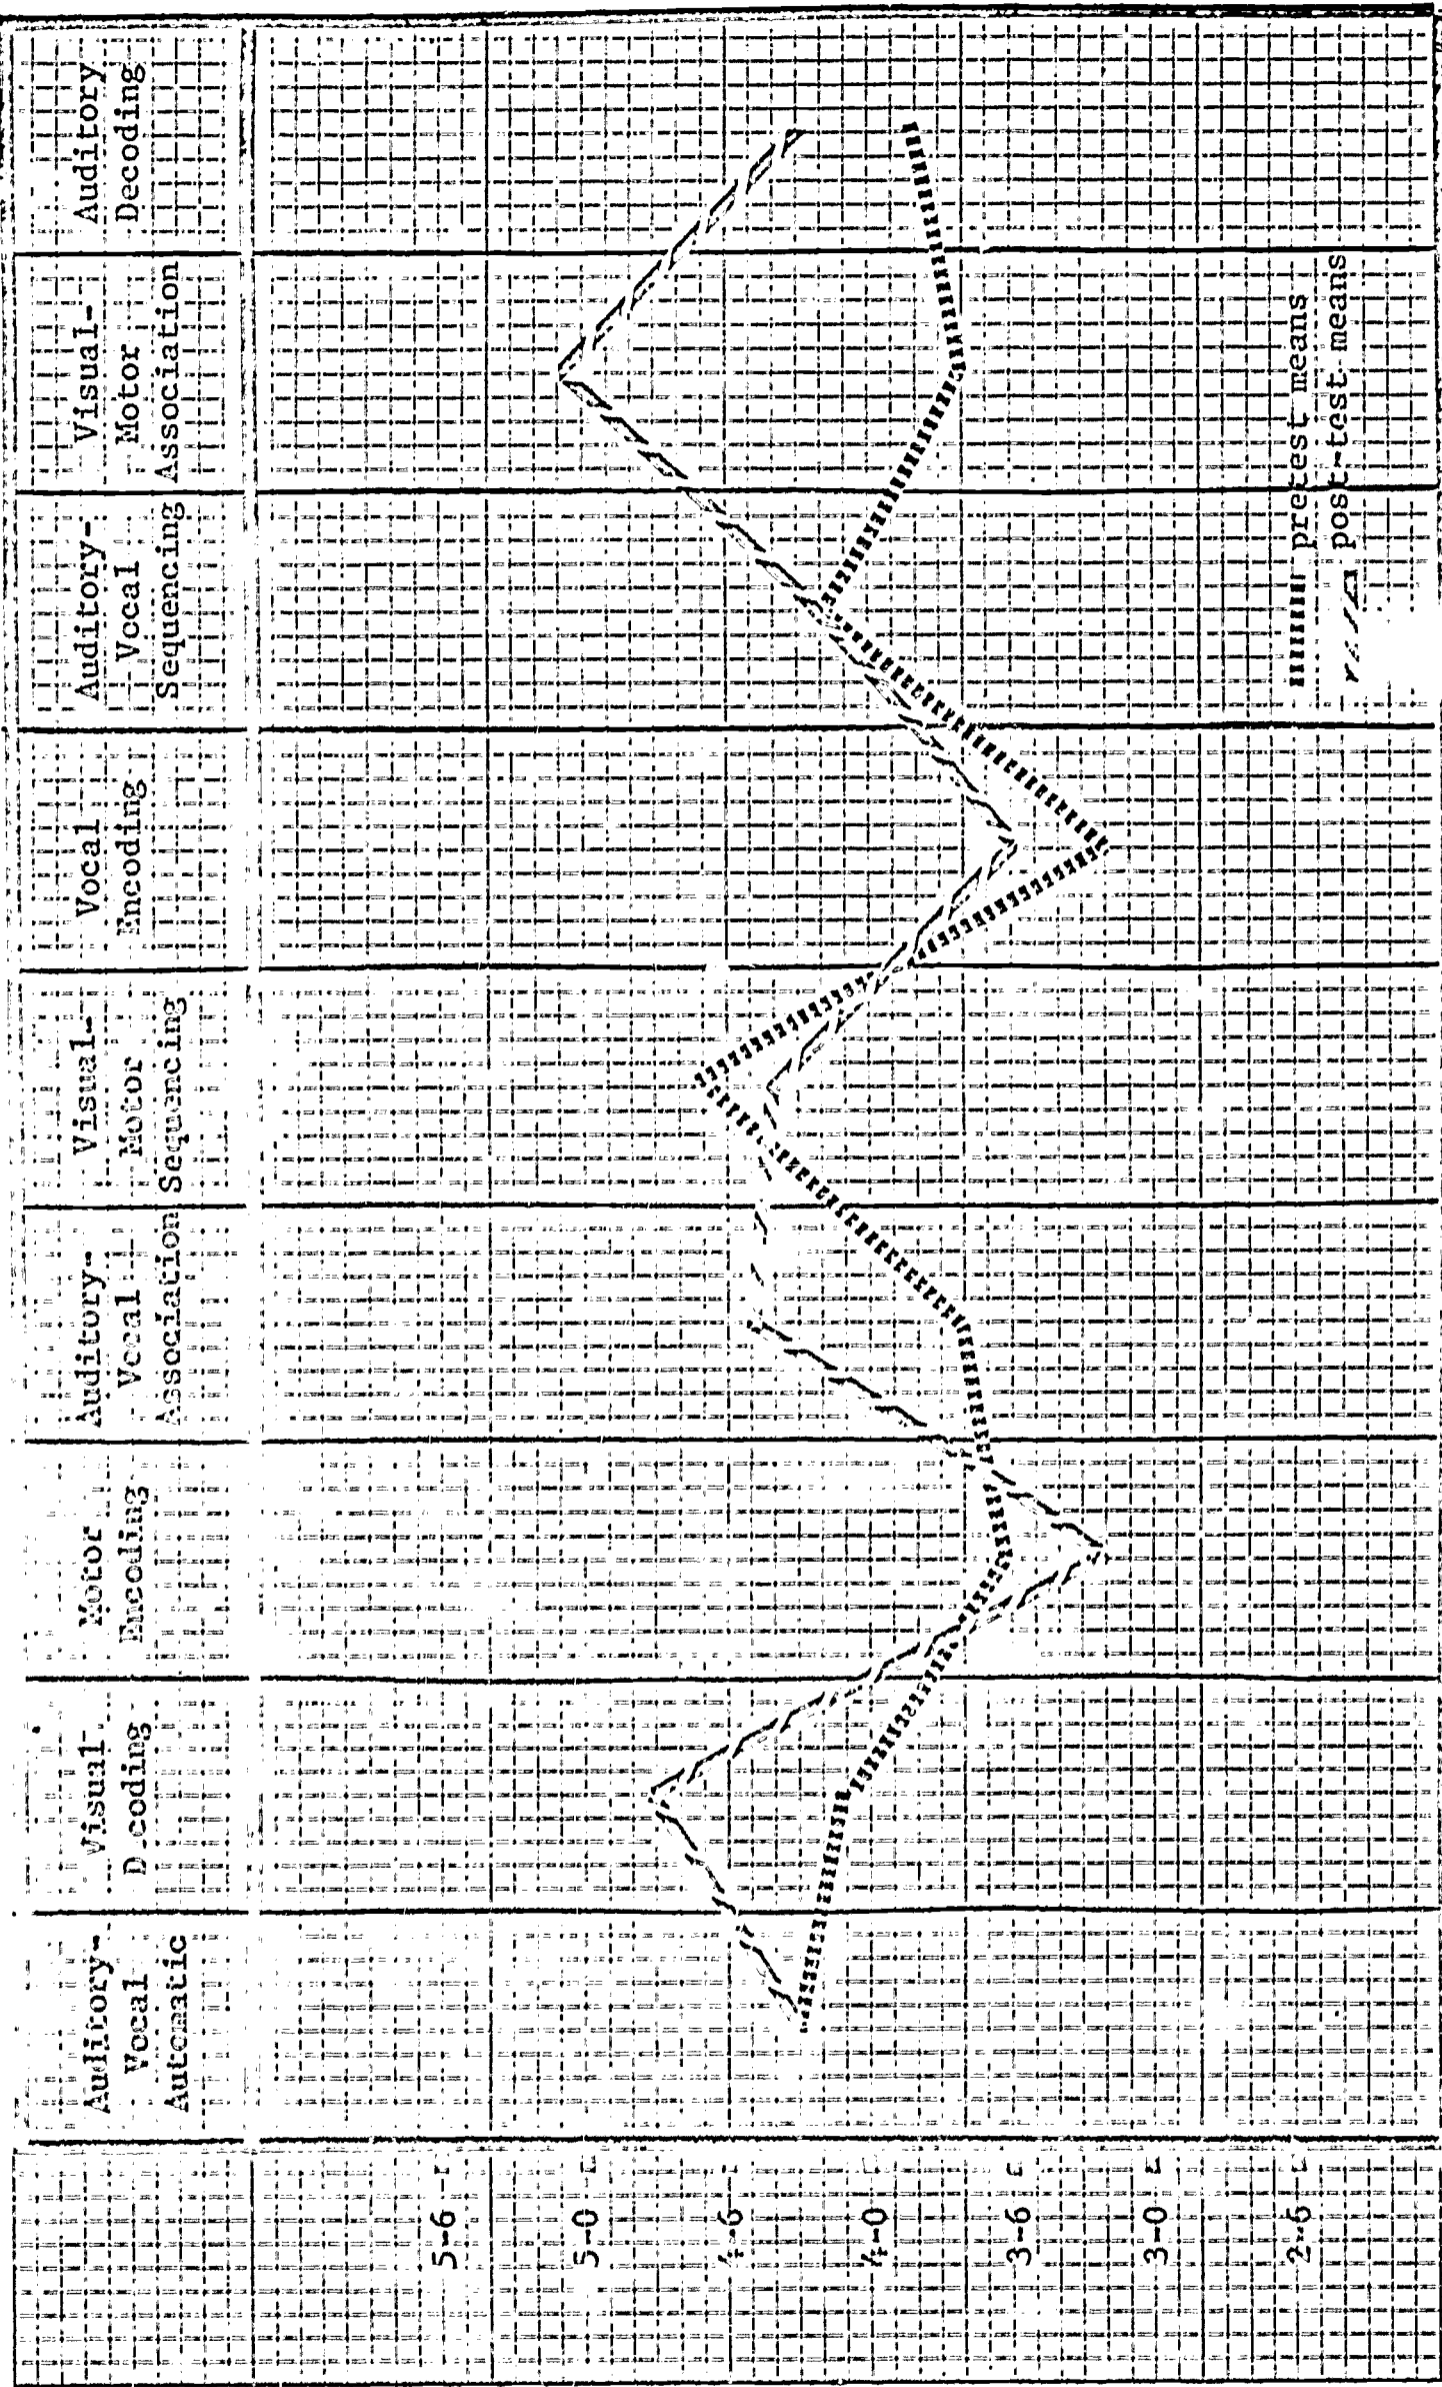 Auditory-
Vocal
Automatic
Visual
D coding
Motor
Encoding
Auditory-
Vocal
Association
Visual-
Motor
Sequencing
Vocal
Encoding
Auditory-
Vocal
Sequencing
Visual-
Motor
Association
Auditory
Decoding
5-6
5-0
4-6
4-0
3-6
3-0
2-6
pretest means
post-test means